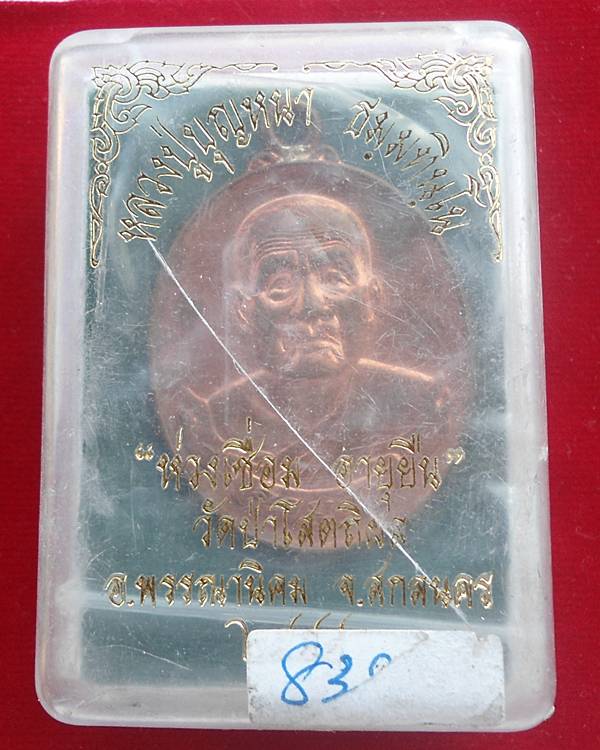 หลวงปู่บุญหนา ธมฺมทินฺโน
“ห่วงเชื่อม อายุยืน”
วัดป่าโสตถิผล
อ.พรรณานิคม จ.สกลนคร